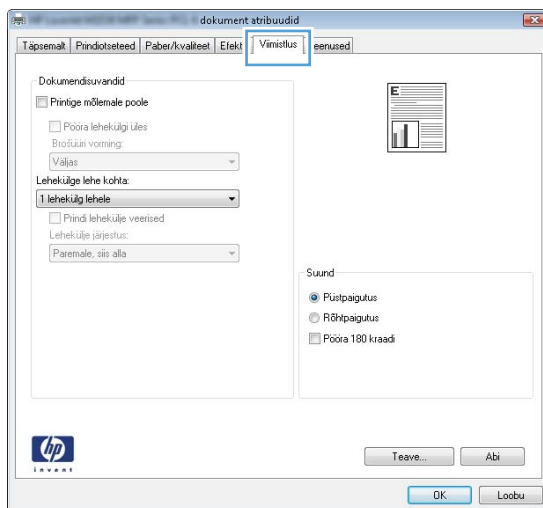 dokument atribuudid
Täpsemalt Prindiotseteed Paber/kvaliteet Efekt Viimistlus eenused
Dokumendisuvandid
Printige mõlemale poole
Pööra lehekülgi üles
Brošüüri vorming:
Väljas
Lehekülge lehe kohta:
1 lehekülg lehele
Prindi lehekülje veerised
Lehekülje järjestus:
Paremale, siis alla
E
Suund
Püstpaigutus
Rõhtpaigutus
Pööra 180 kraadi
hp
invent
Teave... Abi
OK Loobu